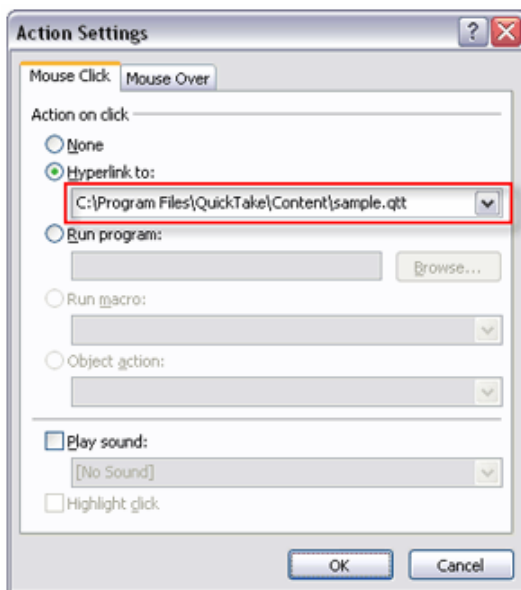 Action Settings
Mouse Click Mouse Over
Action on click
None
Hyperlink to:
C:\Program Files\QuickTake\Content\sample.qtt
Run program:
Browse...
Run macro:
Object action:
Play sound:
[No Sound]
Highlight click
OK Cancel